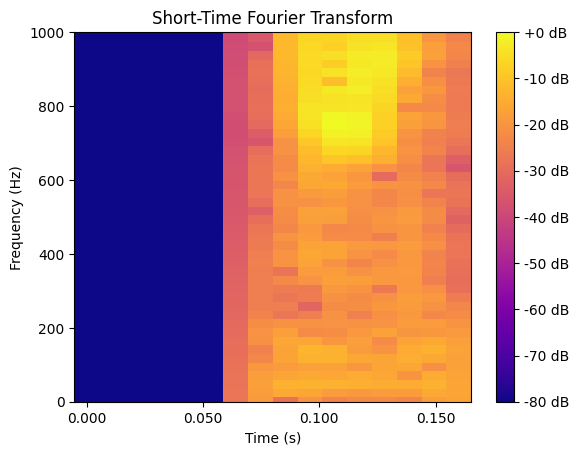 Short-Time Fourier Transform
1000
800
600
400
200
0
Frequency (Hz)
0.000
0.050
0.100
0.150
Time (s)
+0 dB
-10 dB
-20 dB
-30 dB
-40 dB
-50 dB
-60 dB
-70 dB
-80 dB